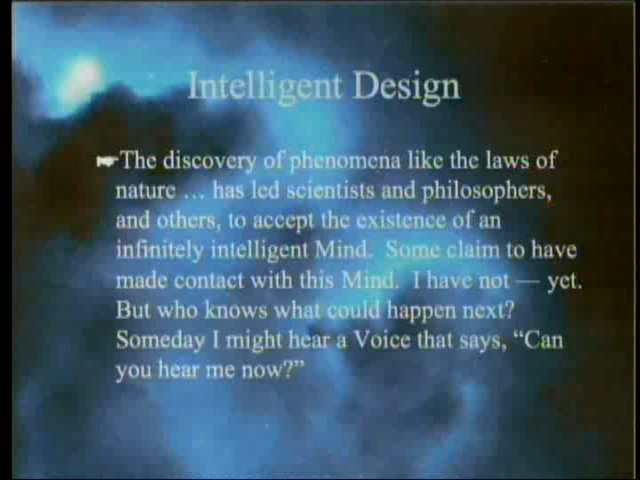 Intelligent Design
The discovery of phenomena like the laws of
nature … has led scientists and philosophers,
and others, to accept the existence of an
infinitely intelligent Mind. Some claim to have
made contact with this Mind. I have not — yet.
But who knows what could happen next?
Someday I might hear a Voice that says, “Can
you hear me now?”